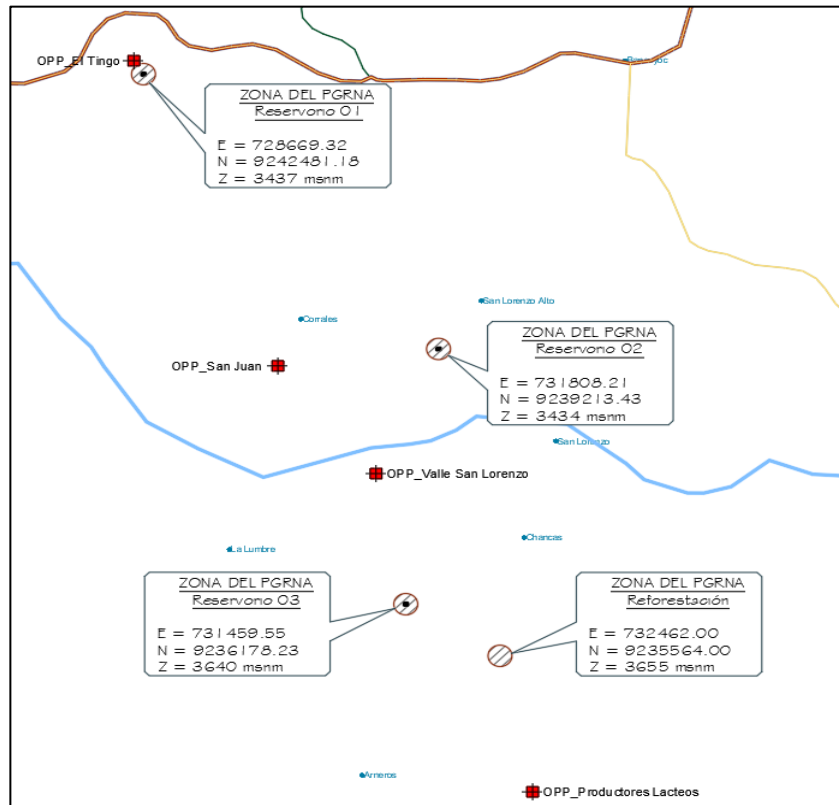 OPP_El Tingo
ZONA DEL PGRNA
Reservorio 01
E = 728669.32
N = 9242481.18
Z = 3437 msnm
San Lorenzo Alto
Corrales
ZONA DEL PGRNA
Reservorio 02
E = 731808.21
N = 9239213.43
Z = 3434 msnm
OPP_San Juan
San Lorenzo
OPP_Valle San Lorenzo
Chancas
La Lumbre
ZONA DEL PGRNA
Reservorio 03
E = 731459.55
N = 9236178.23
Z = 3640 msnm
ZONA DEL PGRNA
Reforestación
E = 732462.00
N = 9235564.00
Z = 3655 msnm
Arneros
OPP_Productores Lacteos